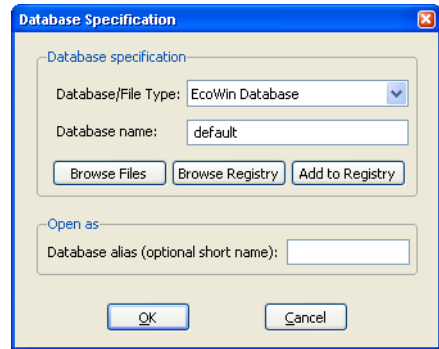 Database Specification
Database specification
Database/File Type: EcoWin Database
Database name: default
Browse Files Browse Registry Add to Registry
Open as
Database alias (optional short name):
OK Cancel